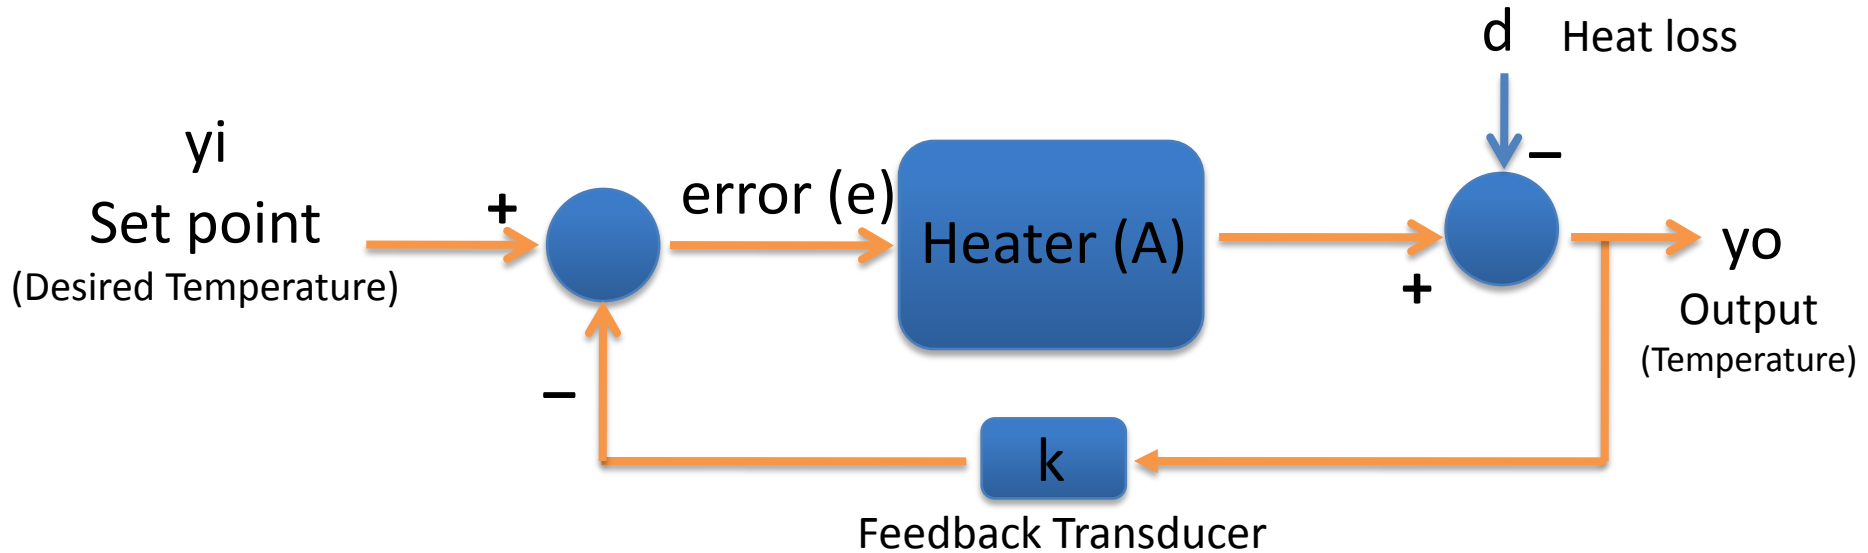 d Heat loss
yi
Set point
(Desired Temperature)
+
error (e)
Heater (A)
–
+
yo
Output
(Temperature)
–
k
Feedback Transducer